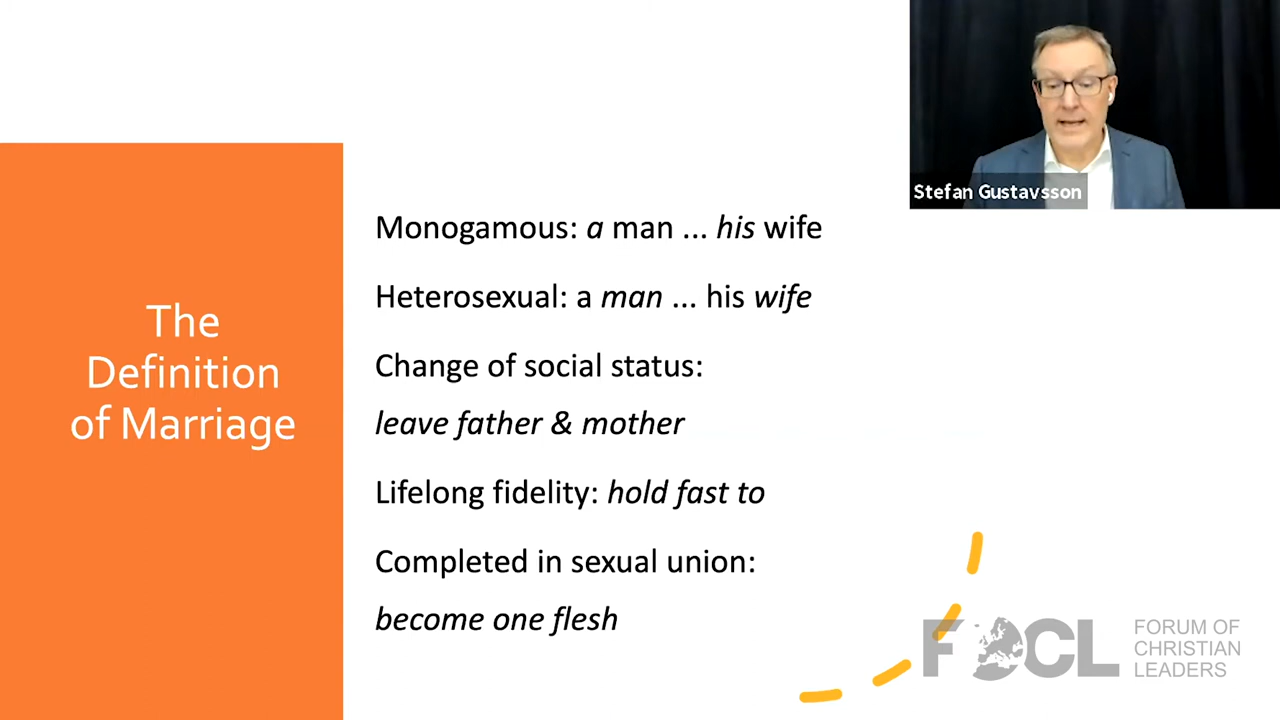 Stefan Gustavsson
The
Definition
of Marriage
Monogamous: a man ... his wife
Heterosexual: a man ... his wife
Change of social status:
leave father & mother
Lifelong fidelity: hold fast to
Completed in sexual union:
become one flesh
FOCL
FORUM OF
CHRISTIAN
LEADERS